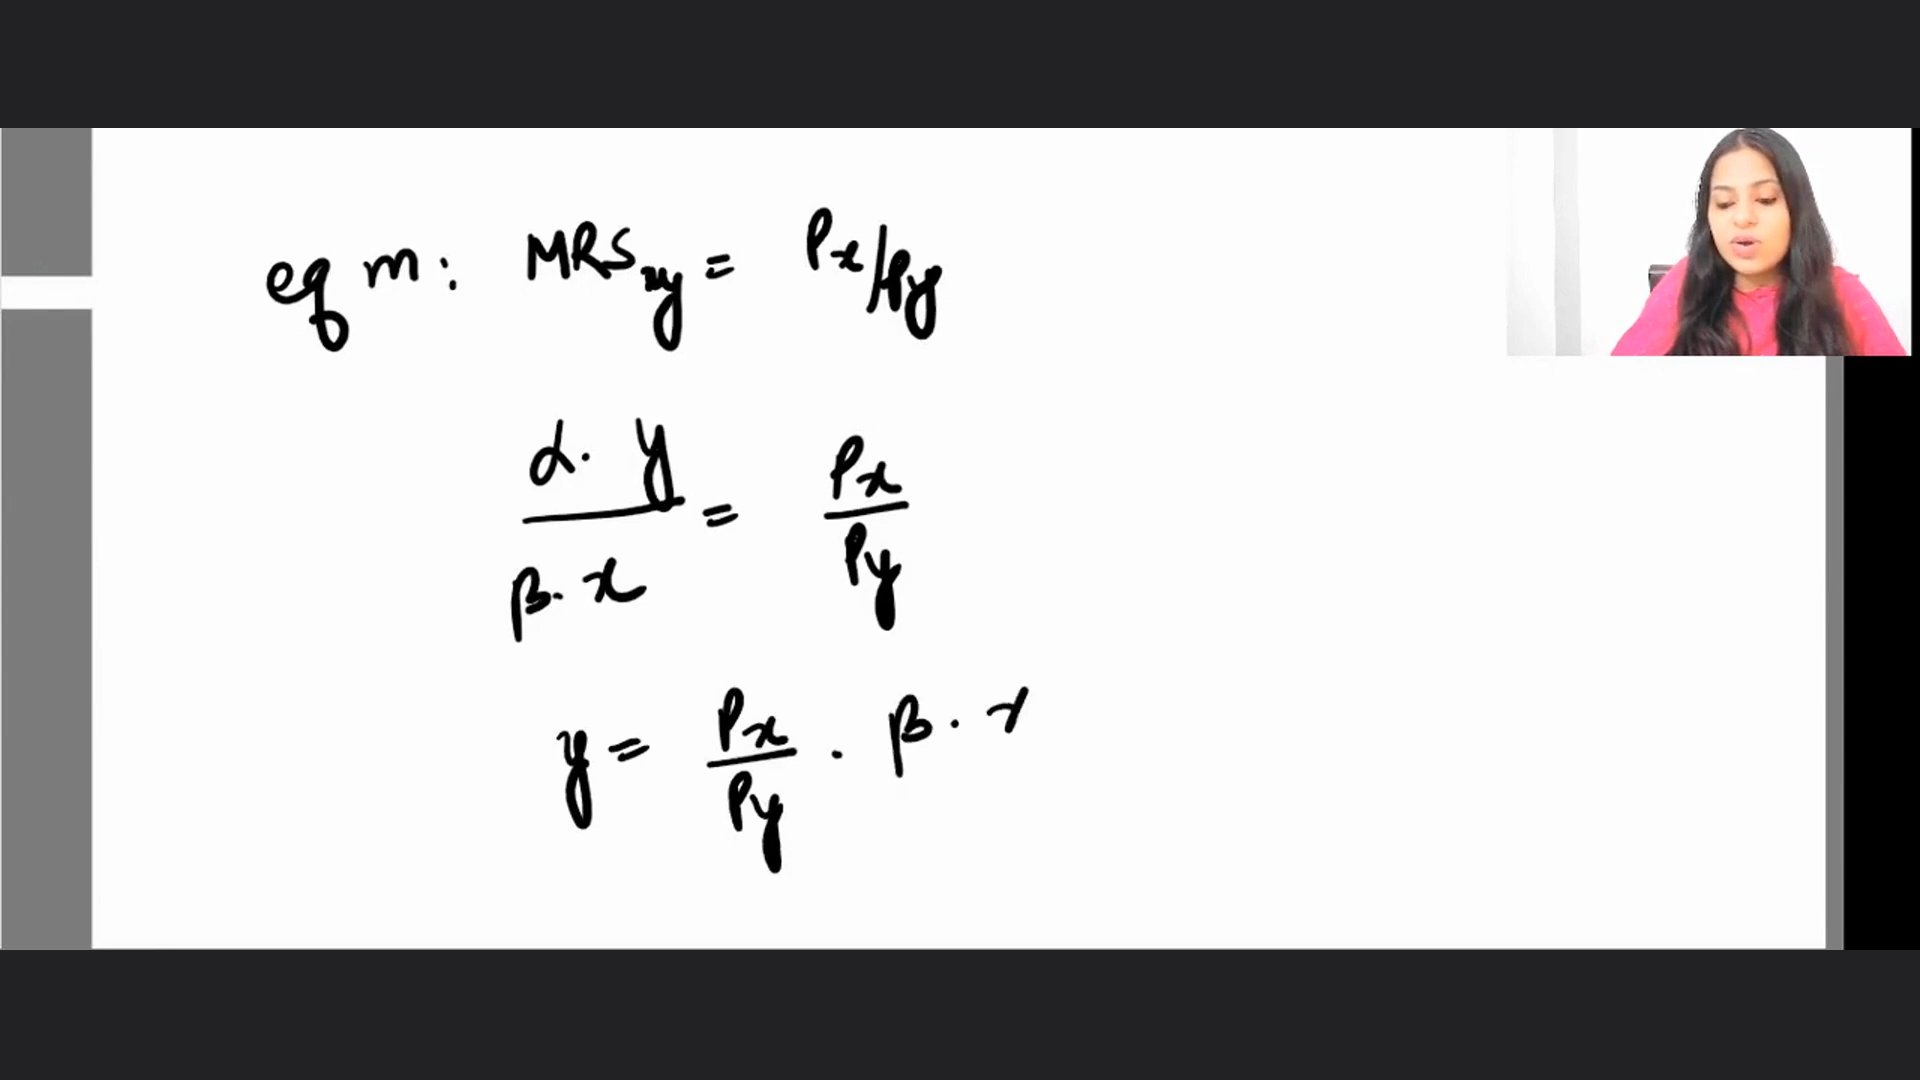 eqm: MRSxy = Px/Py
α. y / β. x = Px / Py
y = Px / Py . β . x